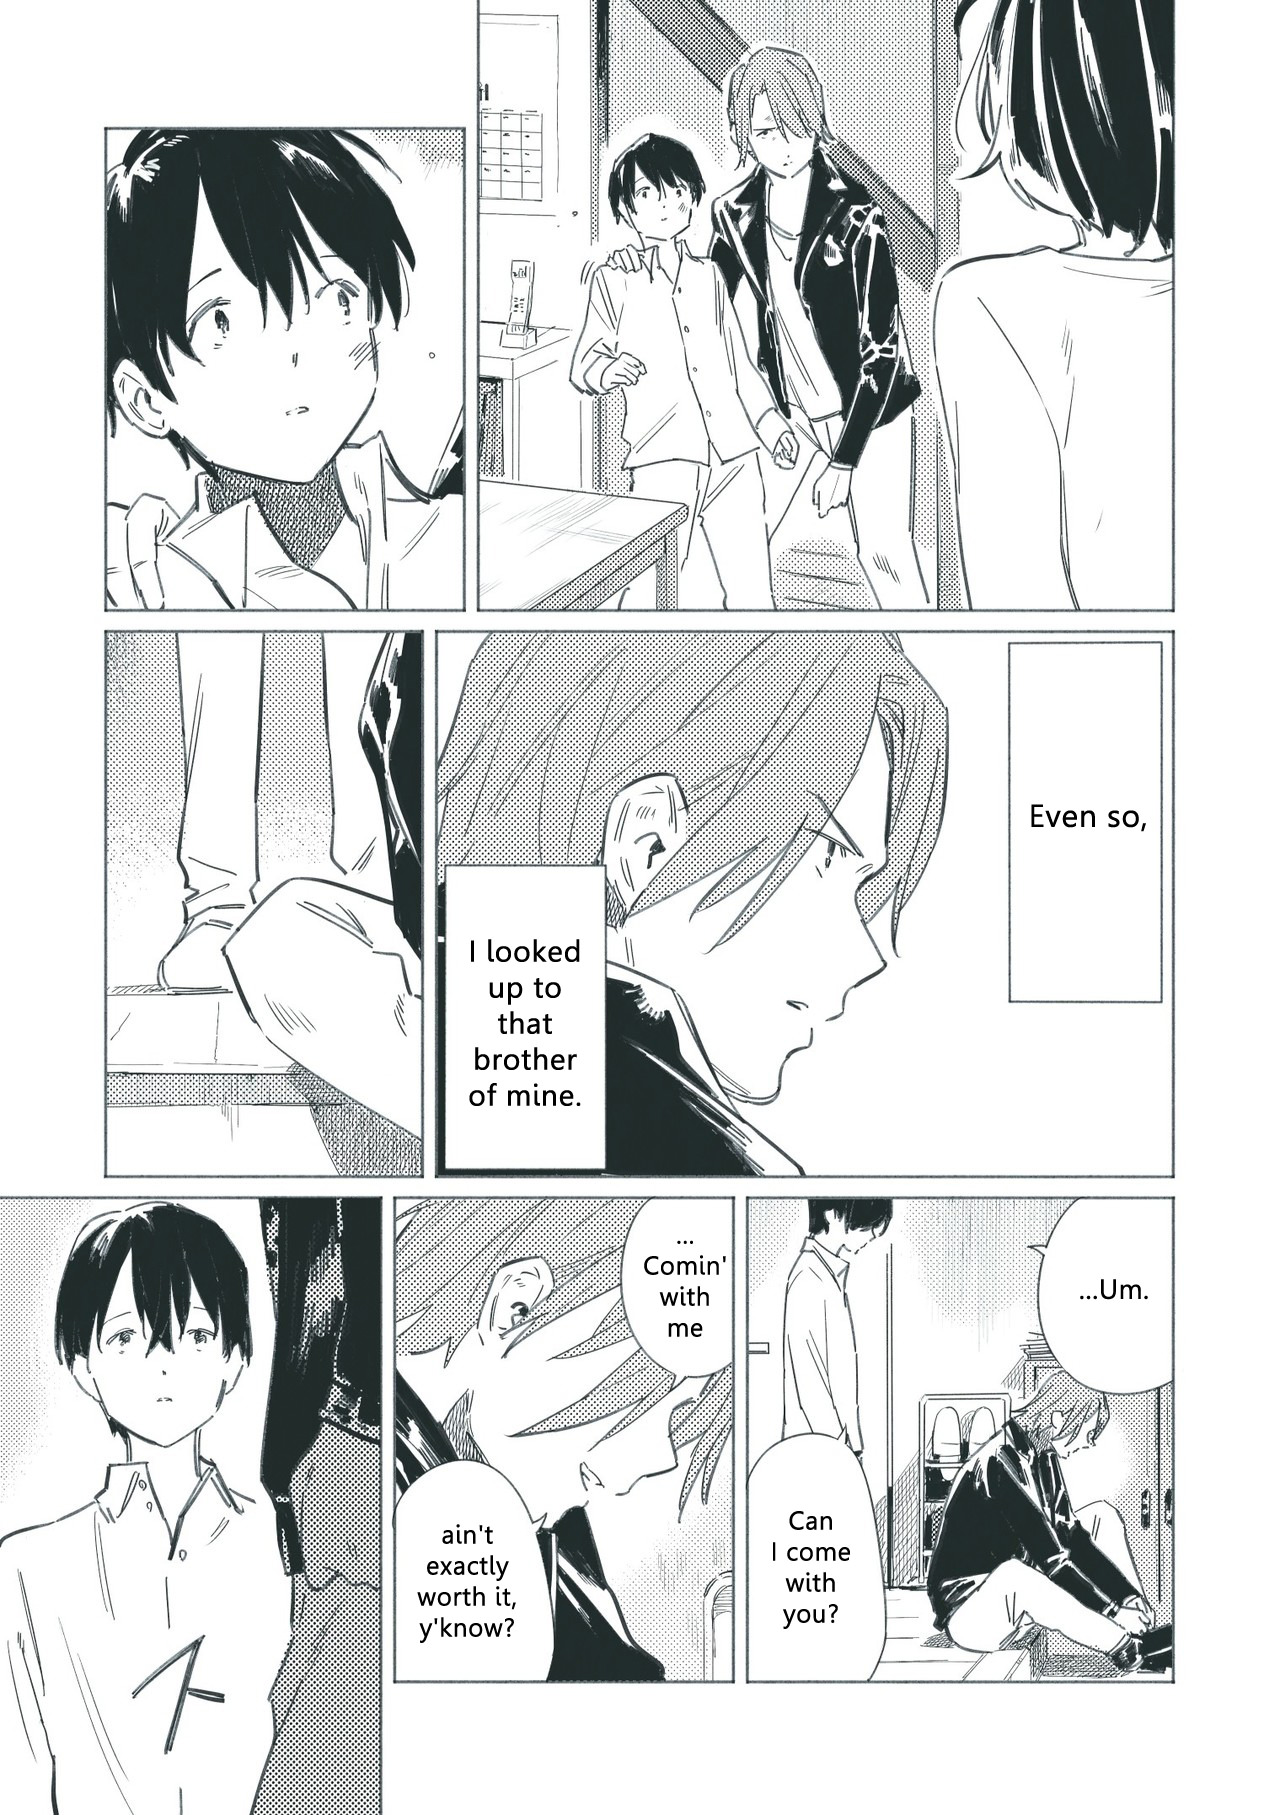 Even so,
I looked
up to
that
brother
of mine.
...Um.
Can
I come
with
you?
...
Comin'
with
me
ain't
exactly
worth it,
y'know?